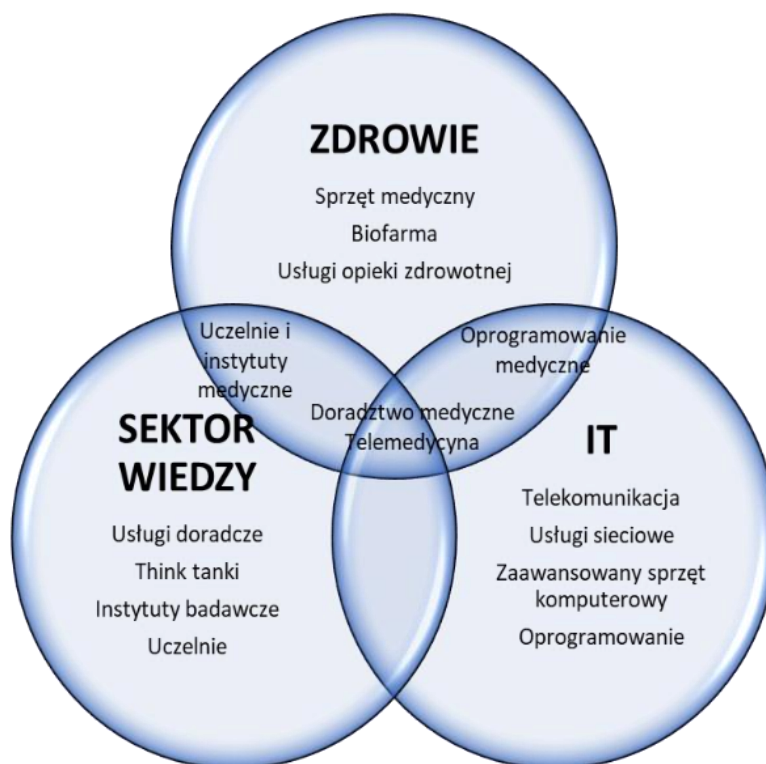 ZDROWIE
Sprzęt medyczny
Biofarma
Usługi opieki zdrowotnej
Uczelnie i
instytuty
medyczne
Oprogramowanie
medyczne
Doradztwo medyczne
Telemedycyna
SEKTOR
WIEDZY
Usługi doradcze
Think tanki
Instytuty badawcze
Uczelnie
IT
Telekomunikacja
Usługi sieciowe
Zaawansowany sprzęt
komputerowy
Oprogramowanie